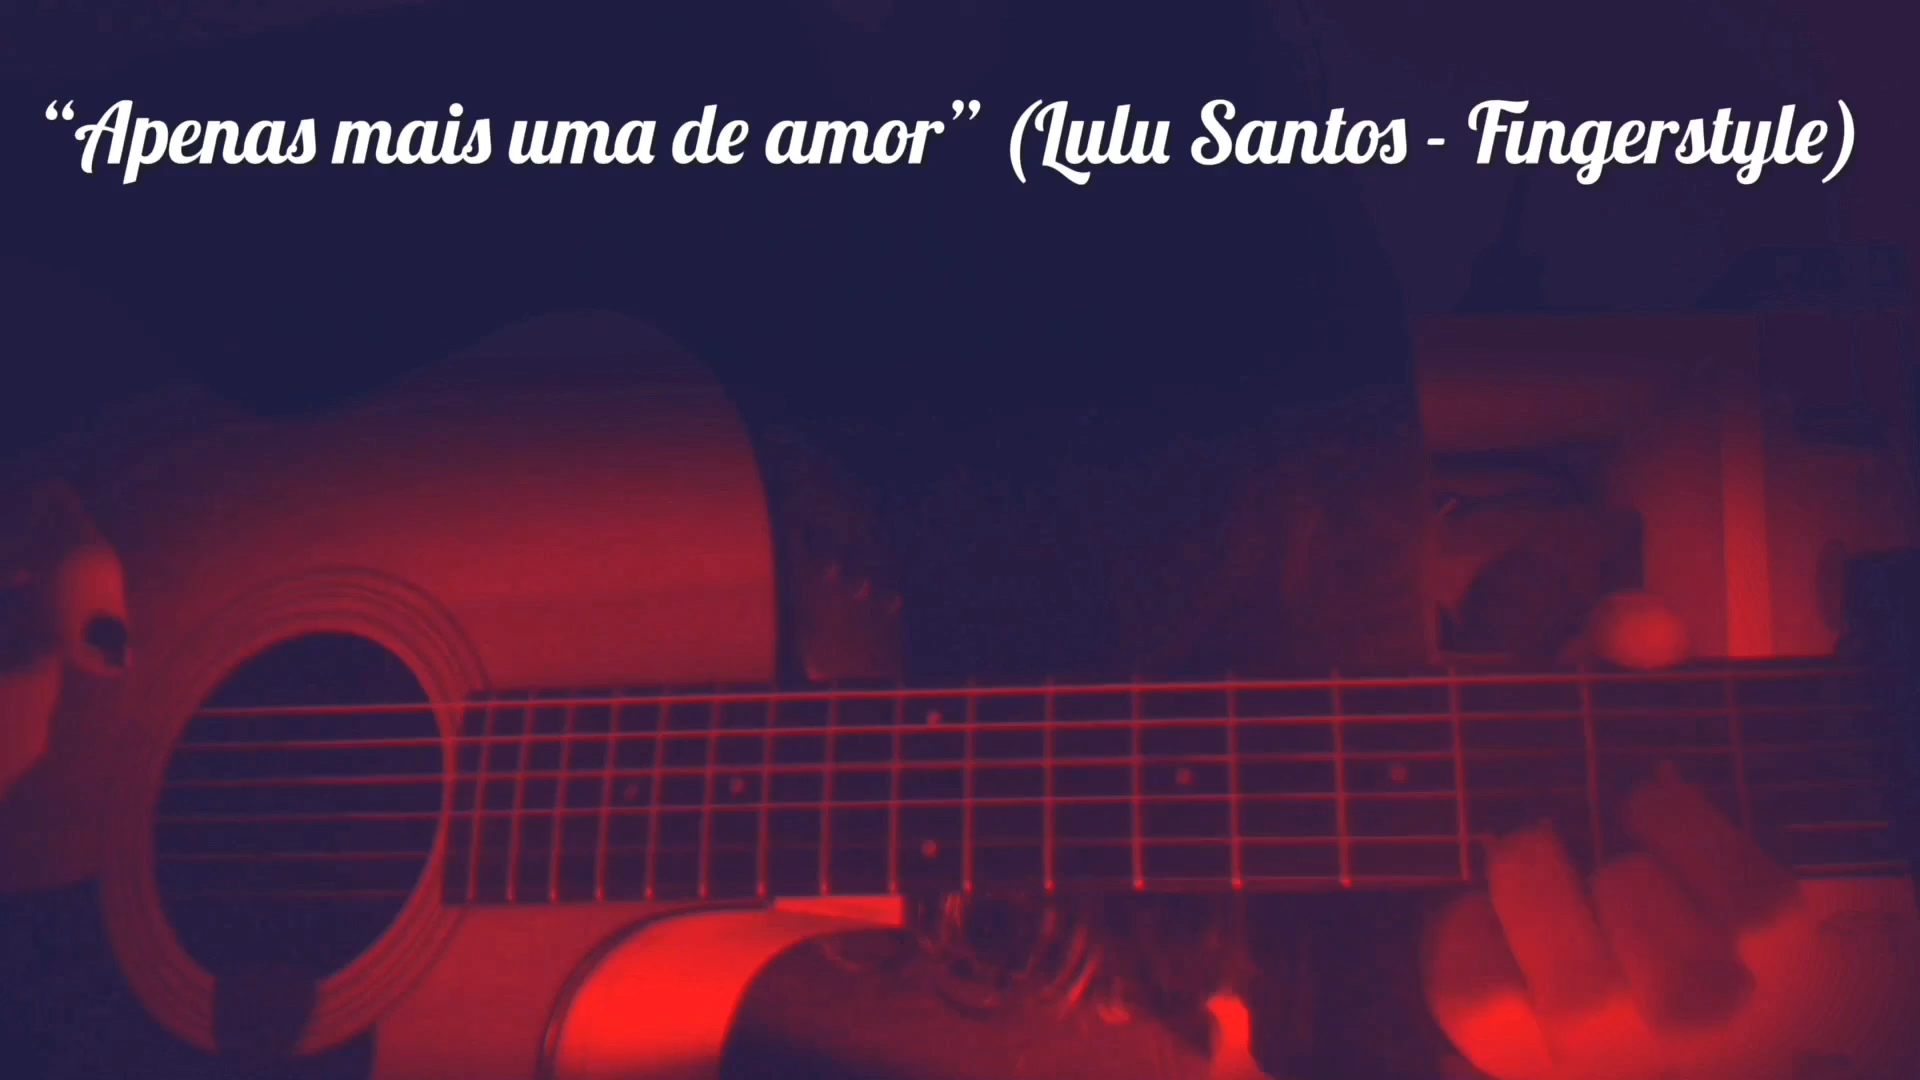 “Apenas mais uma de amor” (Lulu Santos - Fingerstyle)